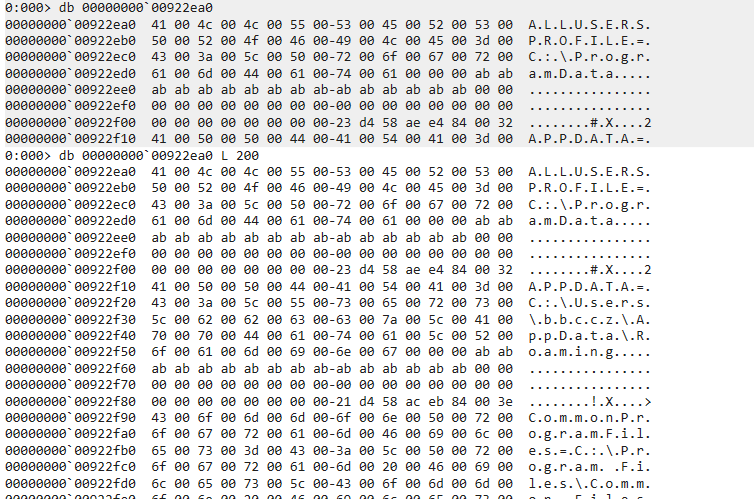 0:000> db 00000000`00922ea0
00000000`00922ea0  41 00 4c 00 4c 00 55 00-53 00 45 00 52 00 53 00  A.L.L.U.S.E.R.S.
00000000`00922eb0  50 00 52 00 4f 00 46 00-49 00 4c 00 45 00 3d 00  P.R.O.F.I.L.E.=.
00000000`00922ec0  43 00 3a 00 5c 00 50 00-72 00 6f 00 67 00 72 00  C.:.\.P.r.o.g.r.
00000000`00922ed0  61 00 6d 00 44 00 61 00-74 00 61 00 00 00 ab ab  a.m.D.a.t.a.....
00000000`00922ee0  ab ab ab ab ab ab ab ab-ab ab ab ab ab ab 00 00  ................
00000000`00922ef0  00 00 00 00 00 00 00 00-00 00 00 00 00 00 00 00  ................
00000000`00922f00  00 00 00 00 00 00 00 00-23 d4 58 ae e4 84 00 32  ........#.X....2
00000000`00922f10  41 00 50 00 50 00 44 00-41 00 54 00 41 00 3d 00  A.P.P.D.A.T.A.=.
0:000> db 00000000`00922ea0 L 200
00000000`00922ea0  41 00 4c 00 4c 00 55 00-53 00 45 00 52 00 53 00  A.L.L.U.S.E.R.S.
00000000`00922eb0  50 00 52 00 4f 00 46 00-49 00 4c 00 45 00 3d 00  P.R.O.F.I.L.E.=.
00000000`00922ec0  43 00 3a 00 5c 00 50 00-72 00 6f 00 67 00 72 00  C.:.\.P.r.o.g.r.
00000000`00922ed0  61 00 6d 00 44 00 61 00-74 00 61 00 00 00 ab ab  a.m.D.a.t.a.....
00000000`00922ee0  ab ab ab ab ab ab ab ab-ab ab ab ab ab ab 00 00  ................
00000000`00922ef0  00 00 00 00 00 00 00 00-00 00 00 00 00 00 00 00  ................
00000000`00922f00  00 00 00 00 00 00 00 00-23 d4 58 ae e4 84 00 32  ........#.X....2
00000000`00922f10  41 00 50 00 50 00 44 00-41 00 54 00 41 00 3d 00  A.P.P.D.A.T.A.=.
00000000`00922f20  43 00 3a 00 5c 00 55 00-73 00 65 00 72 00 73 00  C.:.\.U.s.e.r.s.
00000000`00922f30  5c 00 62 00 62 00 63 00-63 00 7a 00 5c 00 41 00  \.b.b.c.c.z.\.A.
00000000`00922f40  70 00 70 00 44 00 61 00-74 00 61 00 5c 00 52 00  p.p.D.a.t.a.\.R.
00000000`00922f50  6f 00 61 00 6d 00 69 00-6e 00 67 00 00 00 ab ab  o.a.m.i.n.g.....
00000000`00922f60  ab ab ab ab ab ab ab ab-ab ab ab ab ab ab 00 00  ................
00000000`00922f70  00 00 00 00 00 00 00 00-00 00 00 00 00 00 00 00  ................
00000000`00922f80  00 00 00 00 00 00 00 00-21 d4 58 ac eb 84 00 3e  ........!.X....>
00000000`00922f90  43 00 6f 00 6d 00 6d 00-6f 00 6e 00 50 00 72 00  C.o.m.m.o.n.P.r.
00000000`00922fa0  6f 00 67 00 72 00 61 00-6d 00 46 00 69 00 6c 00  o.g.r.a.m.F.i.l.
00000000`00922fb0  65 00 73 00 3d 00 43 00-3a 00 5c 00 50 00 72 00  e.s.=.C.:.\.P.r.
00000000`00922fc0  6f 00 67 00 72 00 61 00-6d 00 20 00 46 00 69 00  o.g.r.a.m. .F.i.
00000000`00922fd0  6c 00 65 00 73 00 5c 00-43 00 6f 00 6d 00 6d 00  l.e.s.\.C.o.m.m.